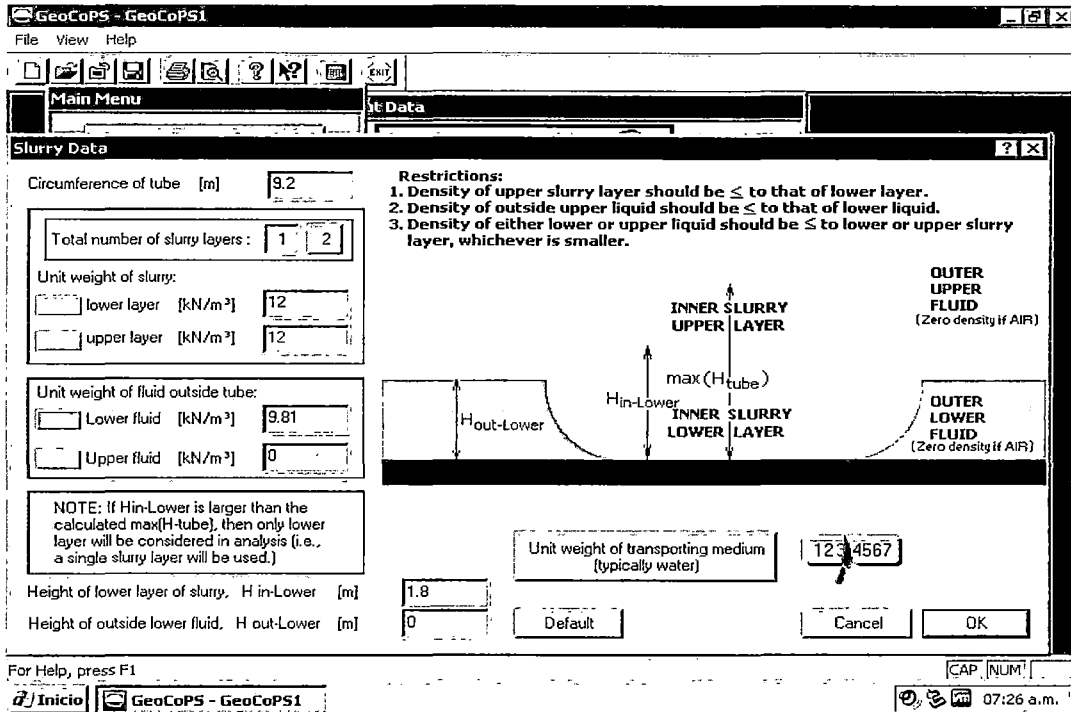 GeoCoPS - GeoCoPS1
File View Help
EXIT
Main Menu
nt Data
Slurry Data
Circumference of tube [m] 9.2
Total number of slurry layers : 1 2
Unit weight of slurry:
lower layer [kN/m³] 12
upper layer [kN/m³] 12
Unit weight of fluid outside tube:
Lower fluid [kN/m³] 9.81
Upper fluid [kN/m³] 0
NOTE: If Hin-Lower is larger than the
calculated max(H-tube), then only lower
layer will be considered in analysis (i.e.,
a single slurry layer will be used.)
Height of lower layer of slurry, H in-Lower [m] 1.8
Height of outside lower fluid, H out-Lower [m] 0
Restrictions:
1. Density of upper slurry layer should be ≤ to that of lower layer.
2. Density of outside upper liquid should be ≤ to that of lower liquid.
3. Density of either lower or upper liquid should be ≤ to lower or upper slurry
layer, whichever is smaller.
INNER SLURRY
UPPER LAYER
OUTER
UPPER
FLUID
(Zero density if AIR)
max(Htube)
Hin-Lower
Hout-Lower
INNER SLURRY
LOWER LAYER
OUTER
LOWER
FLUID
(Zero density if AIR)
Unit weight of transporting medium
(typically water)
123 4567
Default
Cancel
OK
For Help, press F1
CAP NUM
Inicio
GeoCoPS - GeoCoPS1
07:26 a.m.